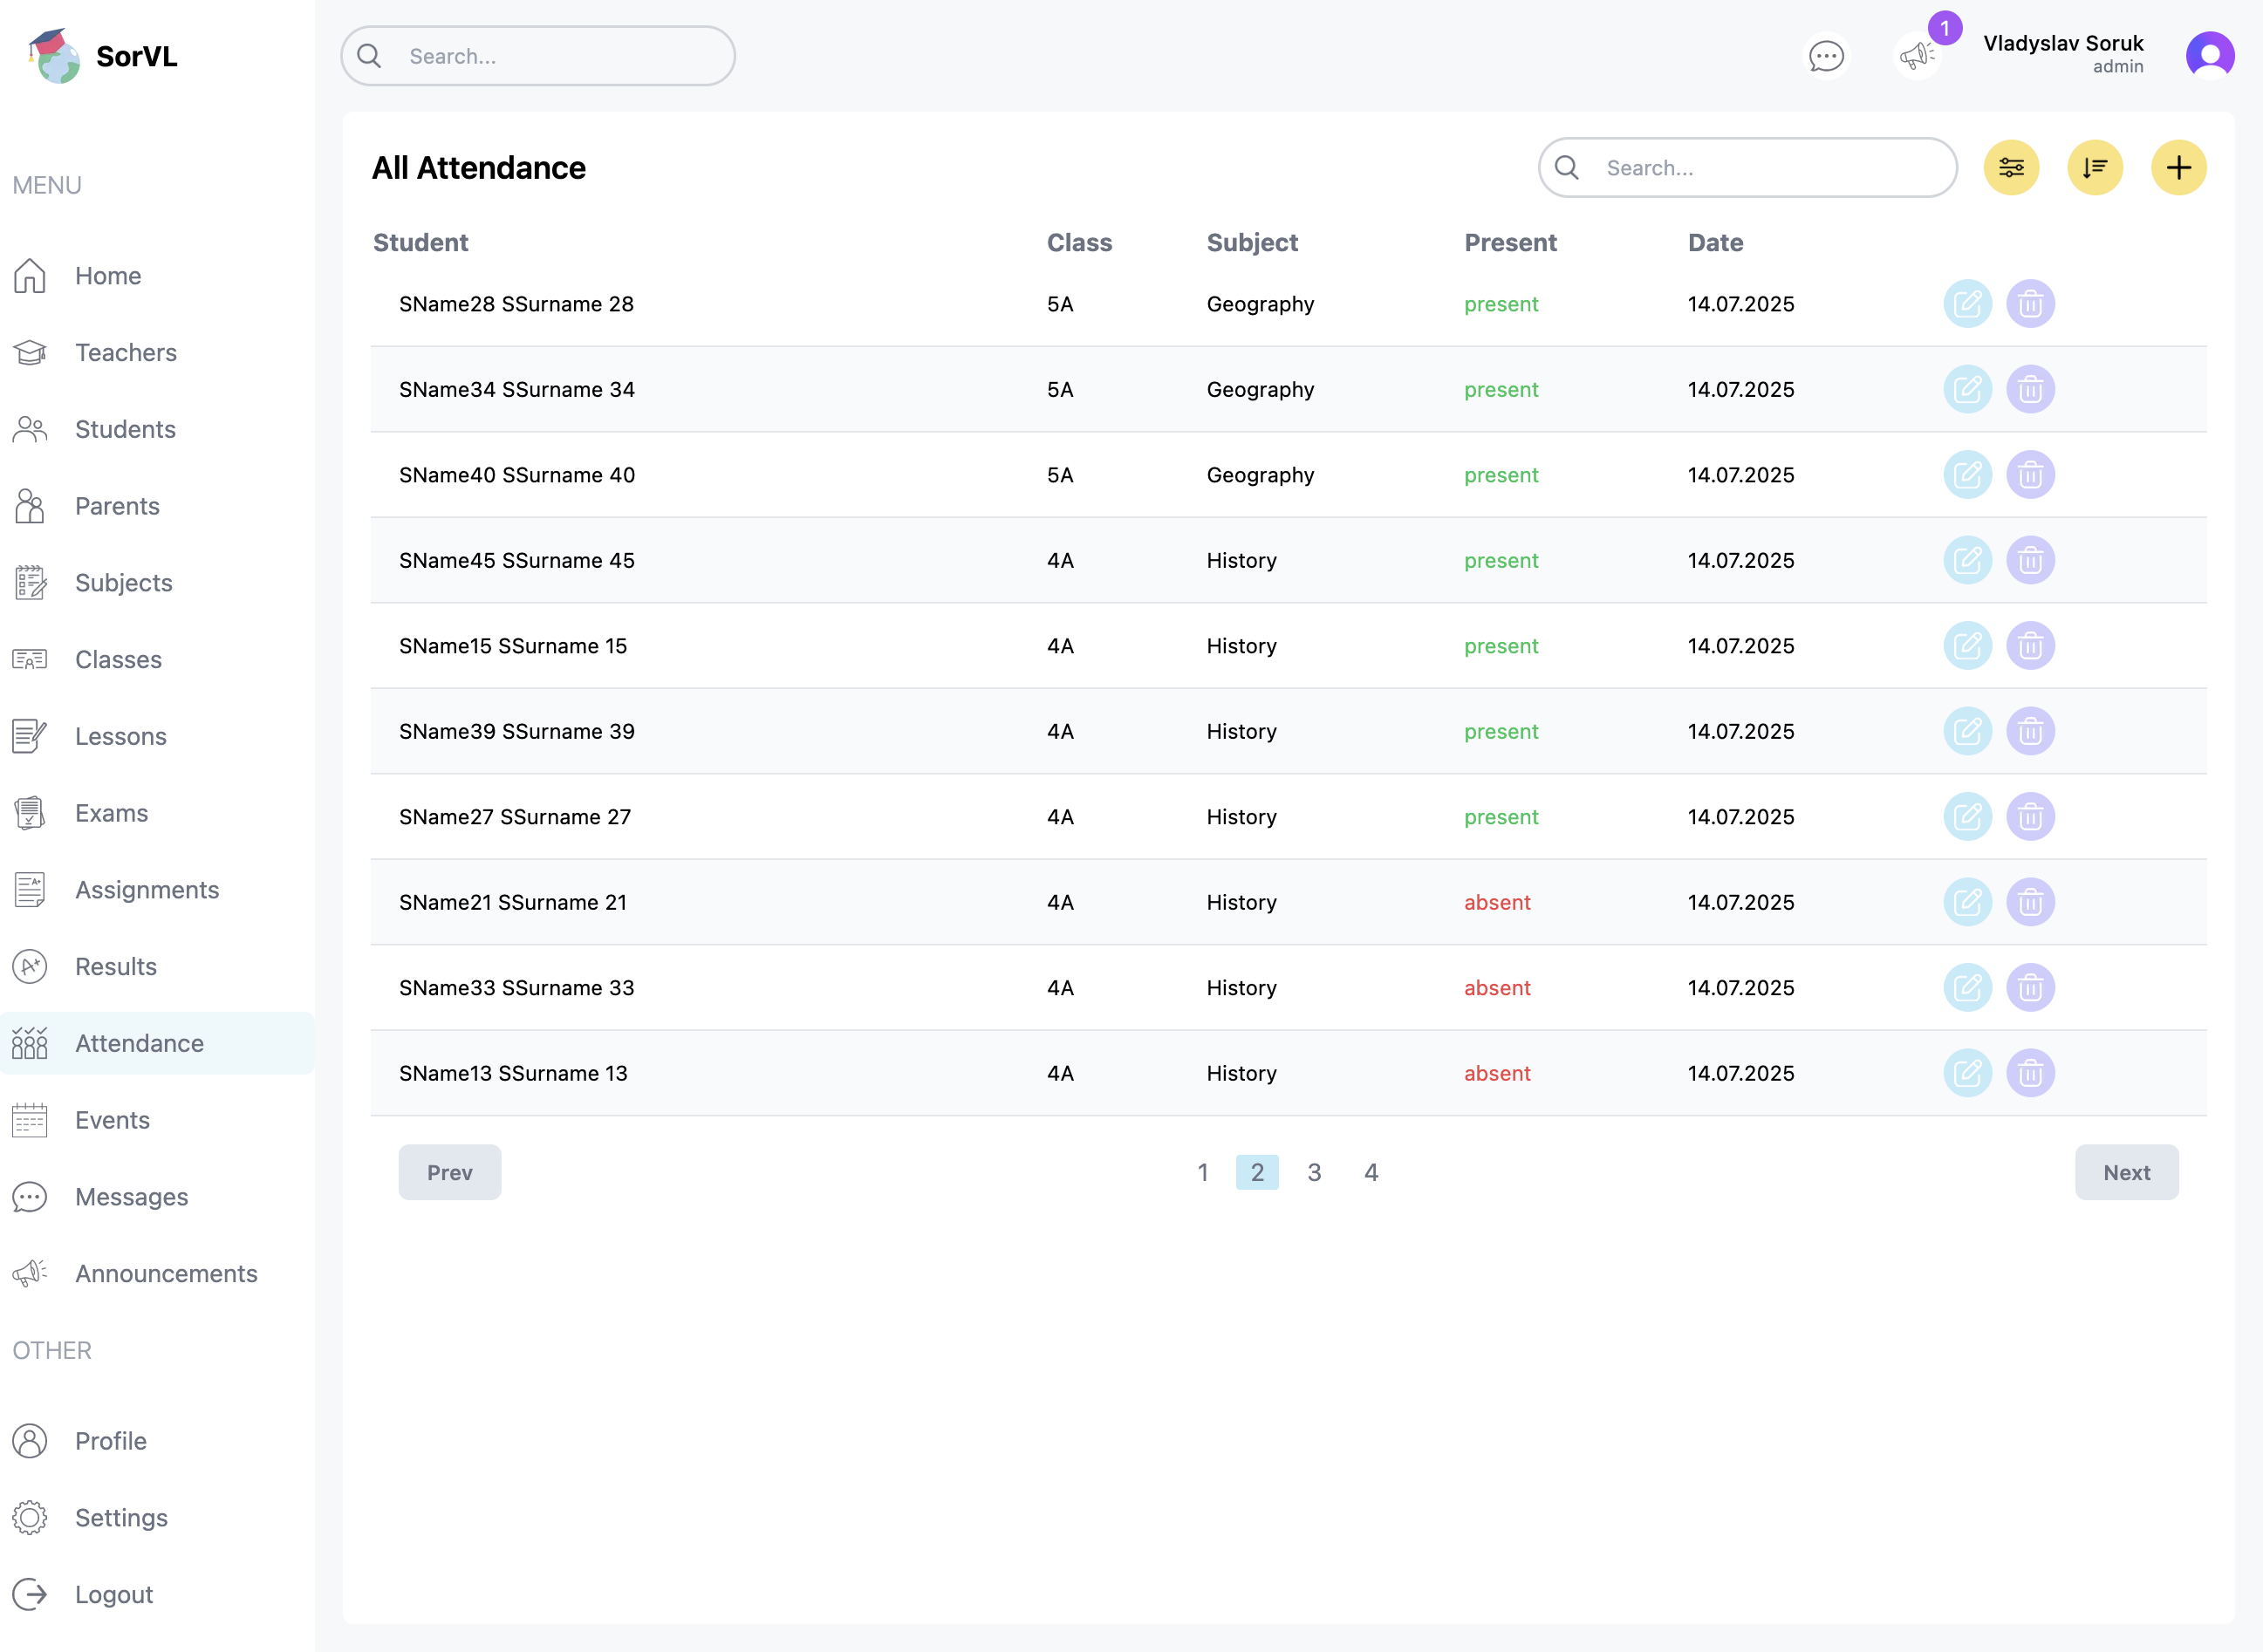 SorVL
Search...
1
Vladyslav Soruk
admin
MENU
Home
Teachers
Students
Parents
Subjects
Classes
Lessons
Exams
Assignments
Results
Attendance
Events
Messages
Announcements
OTHER
Profile
Settings
Logout
All Attendance
Search...
Student Class Subject Present Date
SName28 SSurname 28 5A Geography present 14.07.2025
SName34 SSurname 34 5A Geography present 14.07.2025
SName40 SSurname 40 5A Geography present 14.07.2025
SName45 SSurname 45 4A History present 14.07.2025
SName15 SSurname 15 4A History present 14.07.2025
SName39 SSurname 39 4A History present 14.07.2025
SName27 SSurname 27 4A History present 14.07.2025
SName21 SSurname 21 4A History absent 14.07.2025
SName33 SSurname 33 4A History absent 14.07.2025
SName13 SSurname 13 4A History absent 14.07.2025
Prev 1 2 3 4 Next